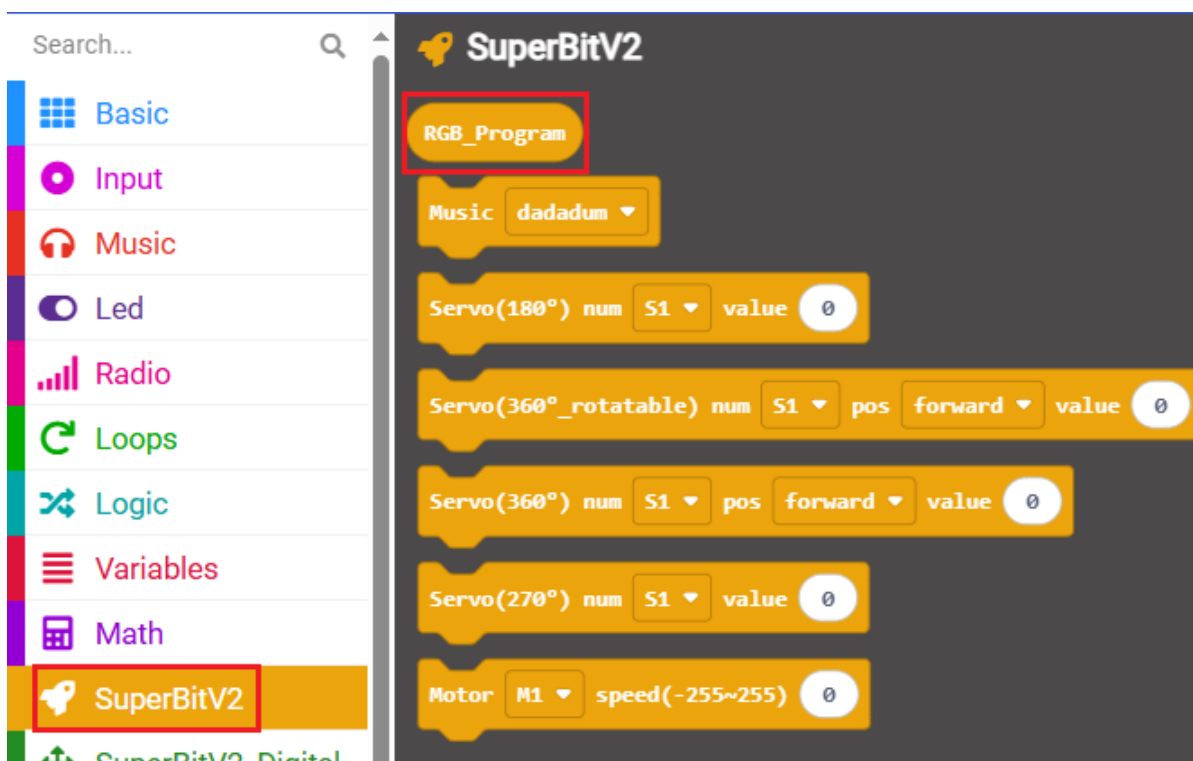 Search...
Basic
Input
Music
Led
Radio
Loops
Logic
Variables
Math
SuperBitV2
SuperBitV2_Digital
SuperBitV2
RGB_Program
Music dadadum
Servo(180°) num S1 value 0
Servo(360°_rotatable) num S1 pos forward value 0
Servo(360°) num S1 pos forward value 0
Servo(270°) num S1 value 0
Motor M1 speed(-255~255) 0